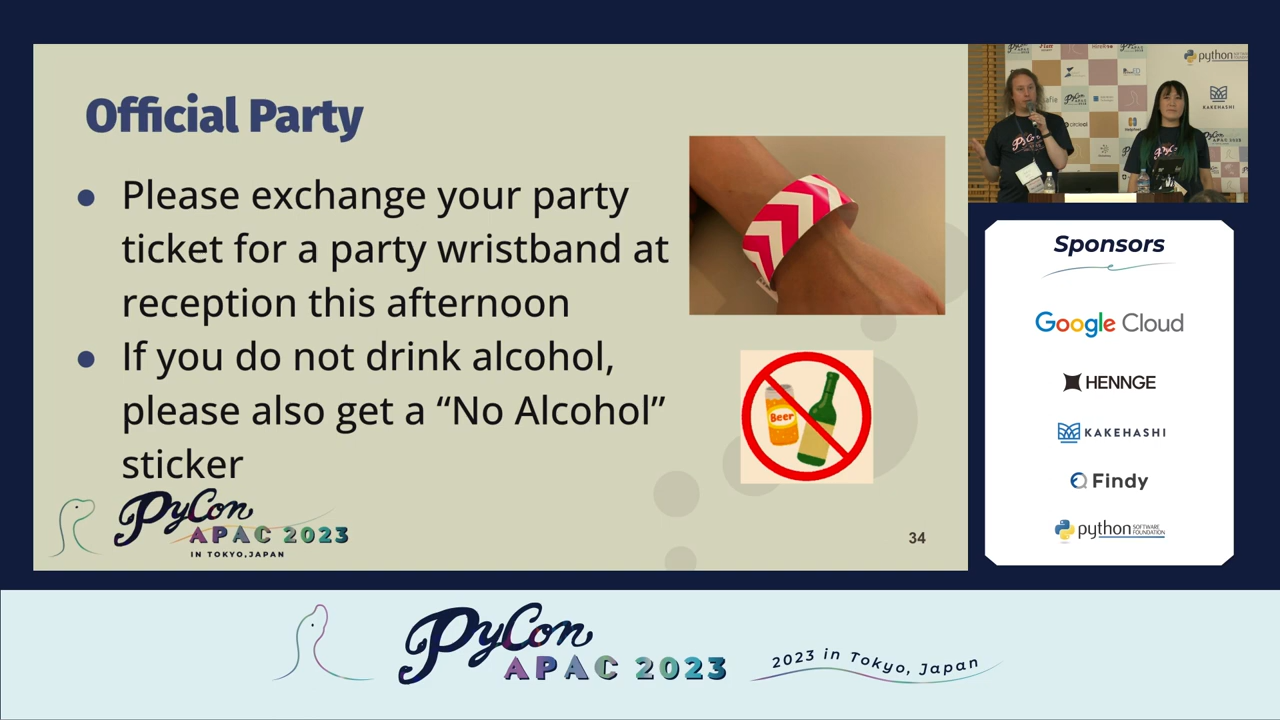 Official Party
● Please exchange your party
ticket for a party wristband at
reception this afternoon
● If you do not drink alcohol,
please also get a “No Alcohol”
sticker
Beer
PyCon
APAC 2023
IN TOKYO, JAPAN
34
python
KAKEHASHI
Sponsors
Google Cloud
HENNGE
KAKEHASHI
Findy
python SOFTWARE
FOUNDATION
PyCon
APAC 2023
2023 in Tokyo, Japan